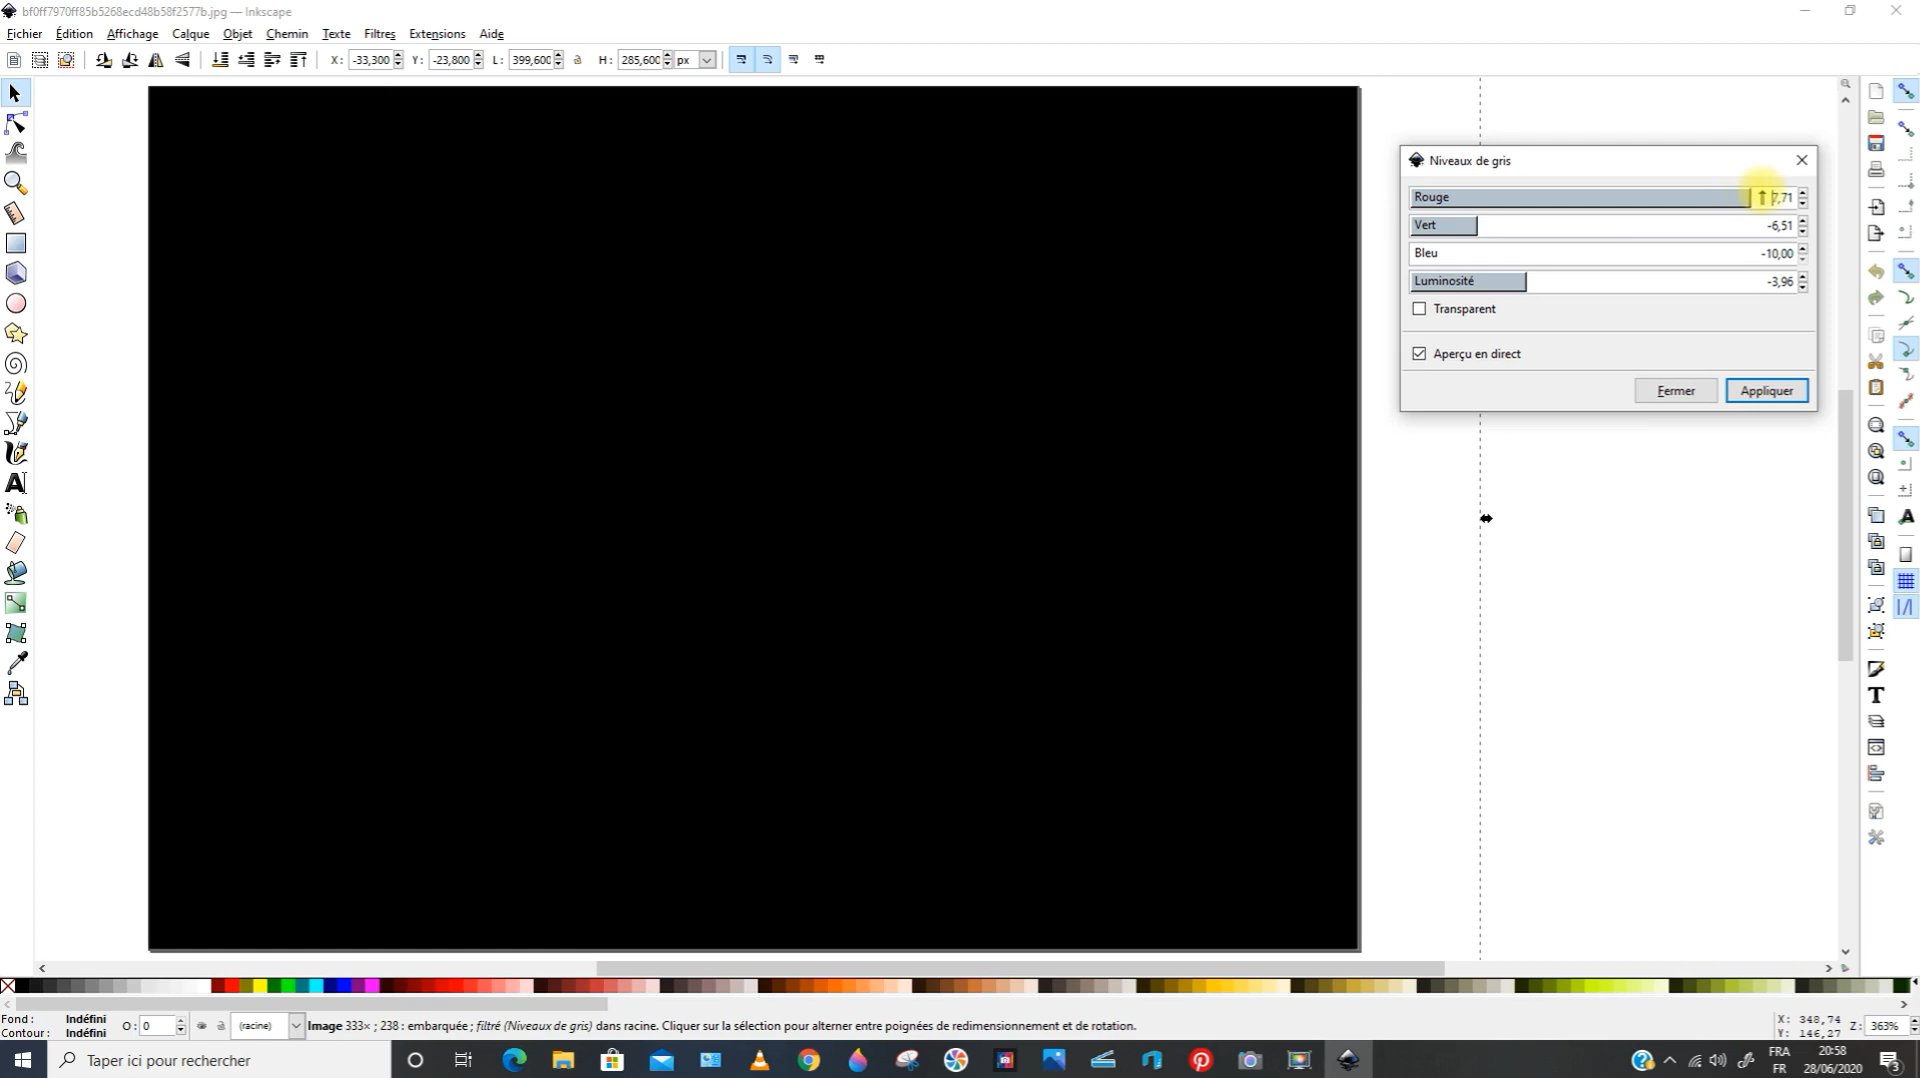 bf0ff7970ff85b5268ecd48b58f2577b.jpg — Inkscape
Fichier Édition Affichage Calque Objet Chemin Texte Filtres Extensions Aide
X: -33,300 Y: -23,800 L: 399,600 H: 285,600 px
Niveaux de gris
Rouge 7,71
Vert -6,51
Bleu -10,00
Luminosité -3,96
Transparent
Aperçu en direct
Fermer Appliquer
Fond : Indéfini
Contour : Indéfini
O: 0
(racine)
Image 333× ; 238 : embarquée ; filtré (Niveaux de gris) dans racine. Cliquer sur la sélection pour alterner entre poignées de redimensionnement et de rotation.
X: 348,74
Y: 146,27
Z: 363%
Taper ici pour rechercher
FRA
FR
20:58
28/06/2020
3